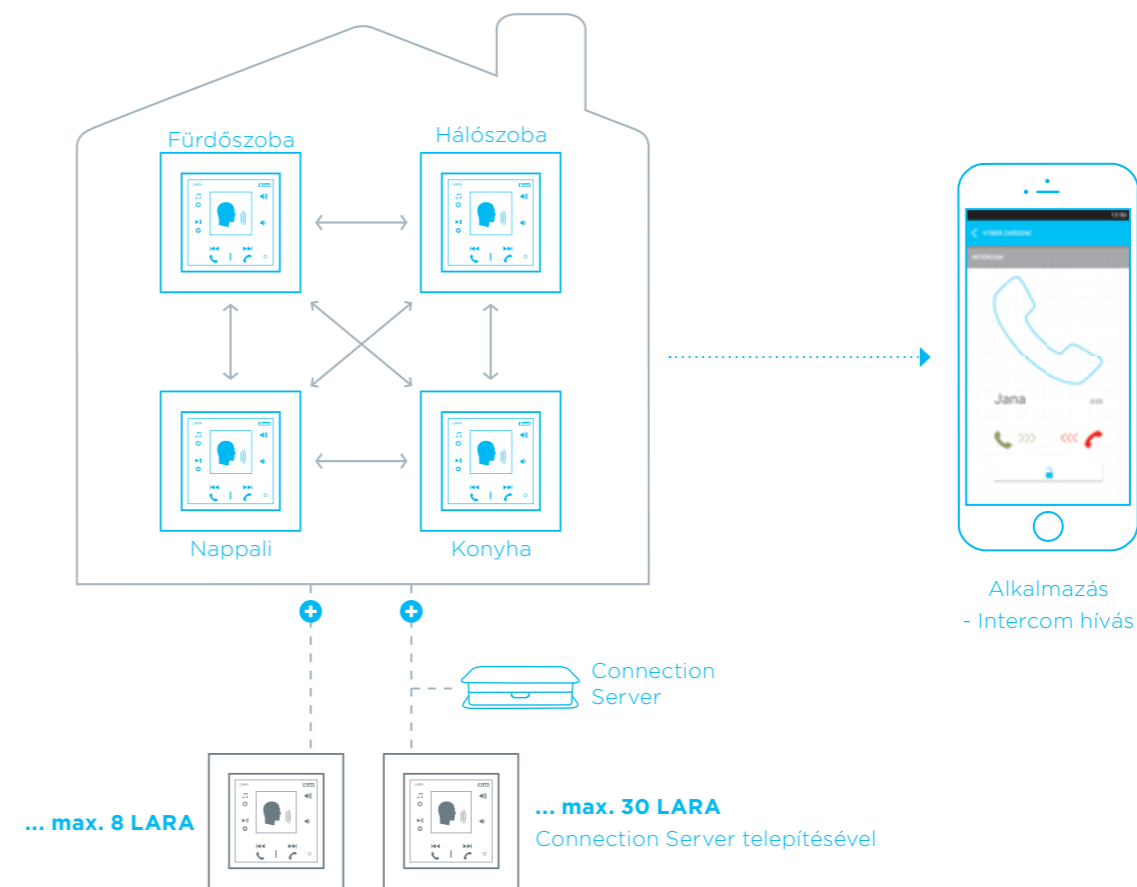 Fürdőszoba
Hálószoba
Nappali
Konyha
INTERCOM
Jana
Alkalmazás
- Intercom hívás
Connection
Server
... max. 8 LARA
... max. 30 LARA
Connection Server telepítésével